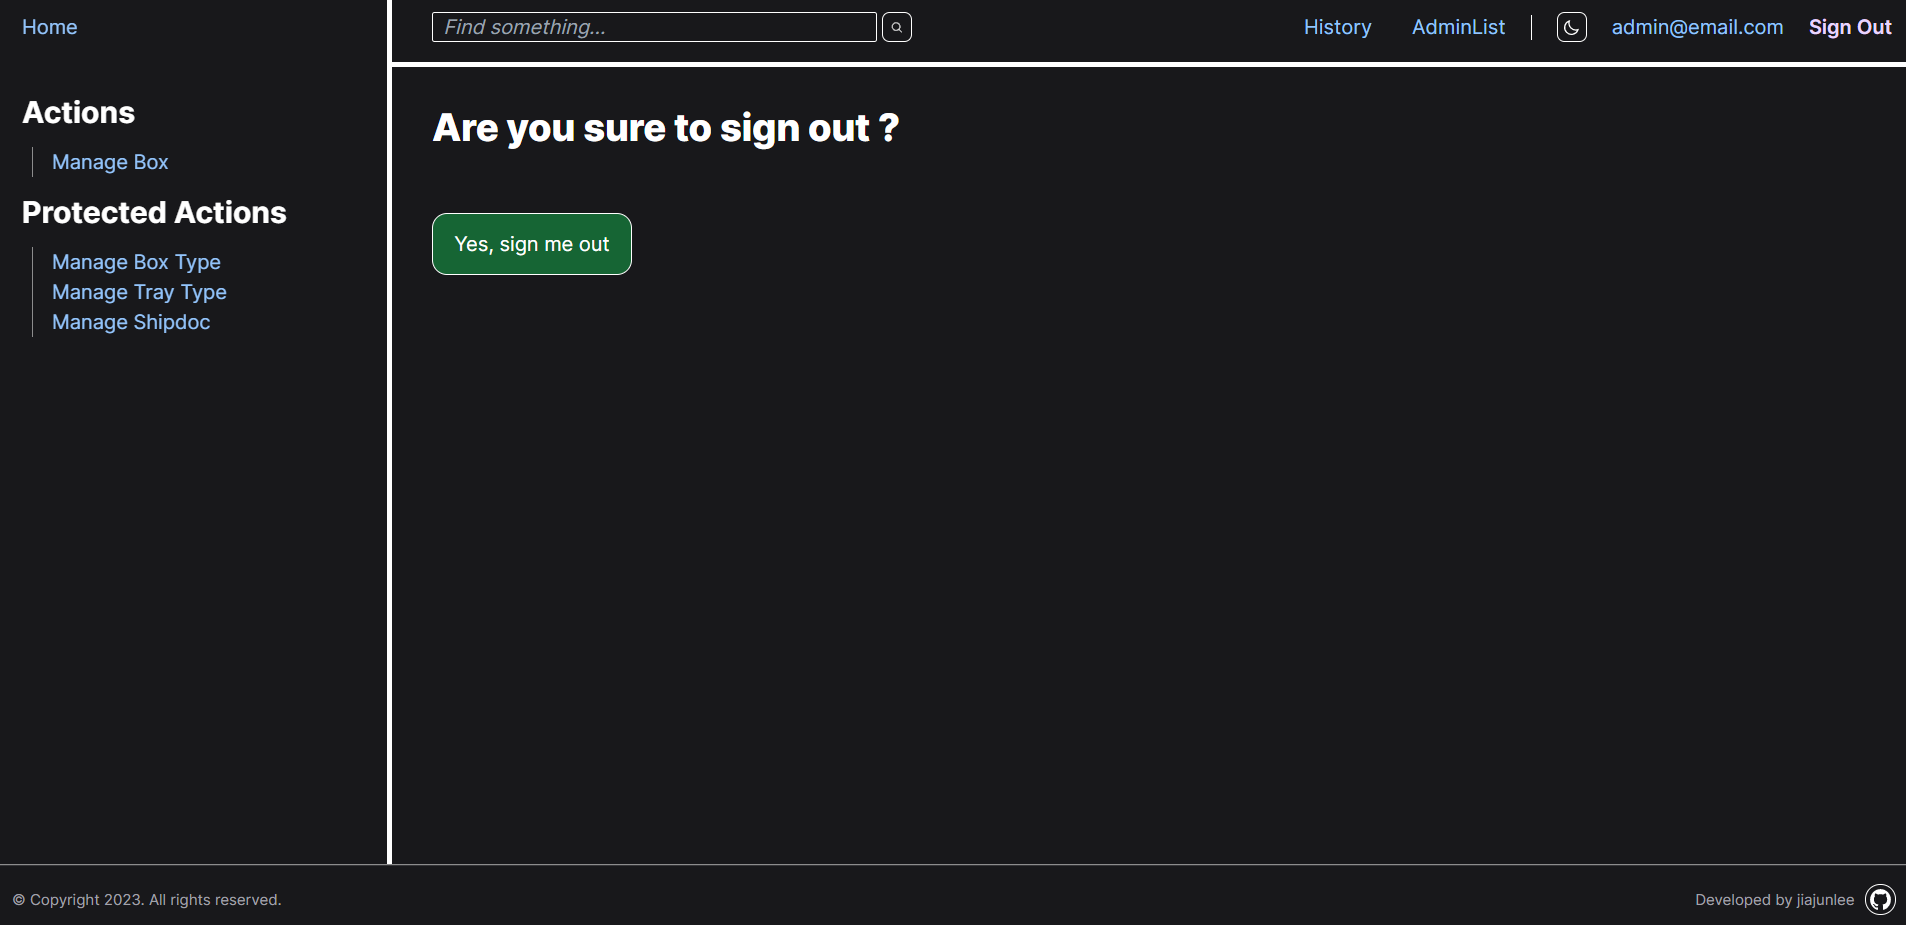 Home
Find something...
History
AdminList
admin@email.com
Sign Out
Actions
Manage Box
Protected Actions
Manage Box Type
Manage Tray Type
Manage Shipdoc
Are you sure to sign out ?
Yes, sign me out
© Copyright 2023. All rights reserved.
Developed by jiajunlee